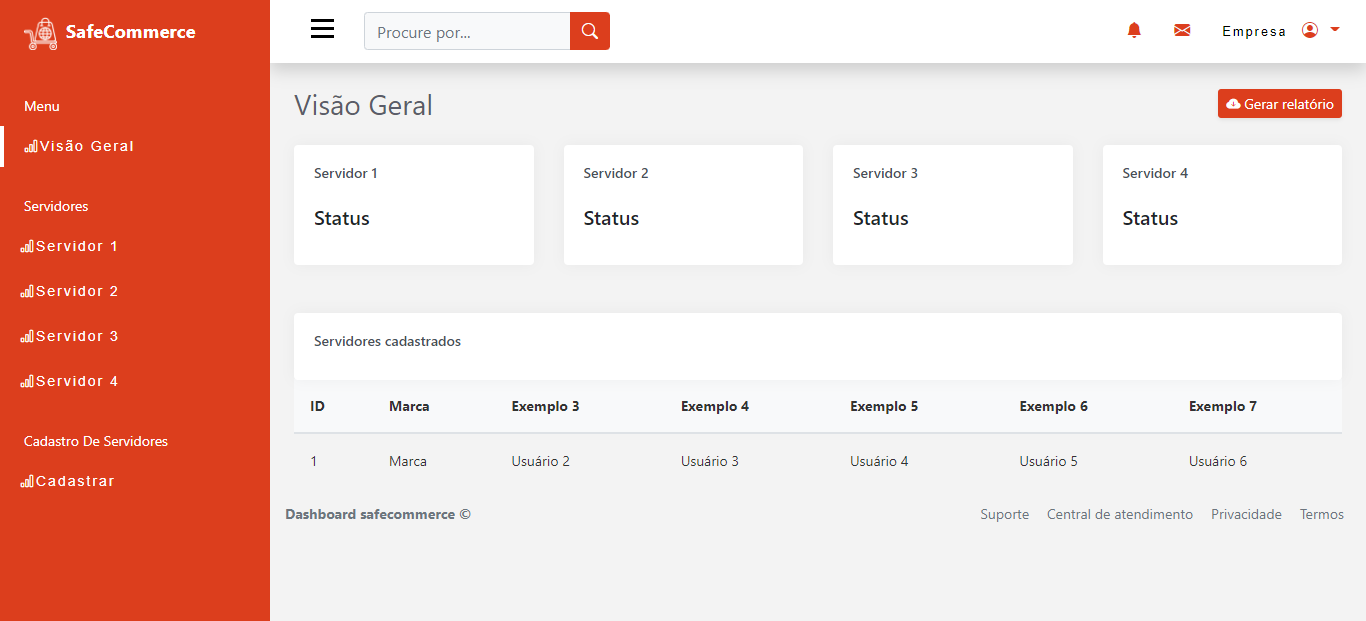 SafeCommerce
Menu
Visão Geral
Servidores
Servidor 1
Servidor 2
Servidor 3
Servidor 4
Cadastro De Servidores
Cadastrar
Procure por...
Empresa
Visão Geral
Gerar relatório
Servidor 1 Servidor 2 Servidor 3 Servidor 4
Status Status Status Status
Servidores cadastrados
ID Marca Exemplo 3 Exemplo 4 Exemplo 5 Exemplo 6 Exemplo 7
1 Marca Usuário 2 Usuário 3 Usuário 4 Usuário 5 Usuário 6
Dashboard safecommerce © Suporte Central de atendimento Privacidade Termos